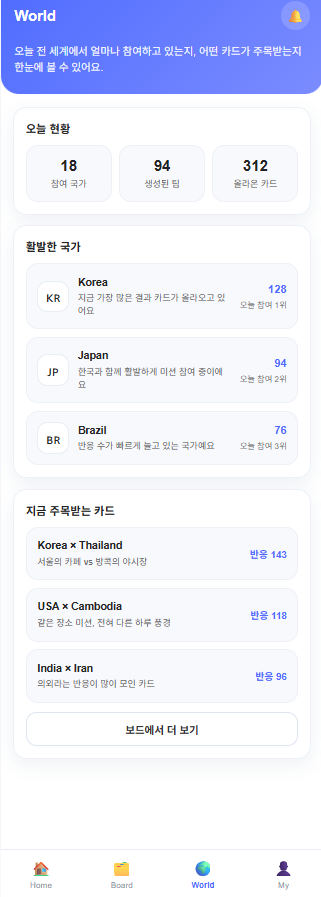 World
오늘 전 세계에서 얼마나 참여하고 있는지, 어떤 카드가 주목받는지
한눈에 볼 수 있어요.
오늘 현황
18
참여 국가
94
생성된 팀
312
올라온 카드
활발한 국가
KR
Korea
지금 가장 많은 결과 카드가 올라오고 있
어요
128
오늘 참여 1위
JP
Japan
한국과 함께 활발하게 미션 참여 중이에
요
94
오늘 참여 2위
BR
Brazil
반응 수가 빠르게 늘고 있는 국가예요
76
오늘 참여 3위
지금 주목받는 카드
Korea × Thailand
서울의 카페 vs 방콕의 야시장
반응 143
USA × Cambodia
같은 장소 미션, 전혀 다른 하루 풍경
반응 118
India × Iran
의외라는 반응이 많이 모인 카드
반응 96
보드에서 더 보기
Home
Board
World
My